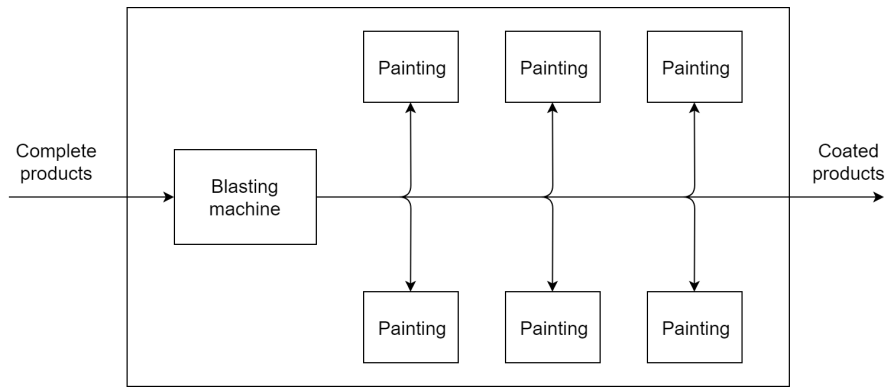 Painting
Painting
Painting
Complete
products
Blasting
machine
Coated
products
Painting
Painting
Painting